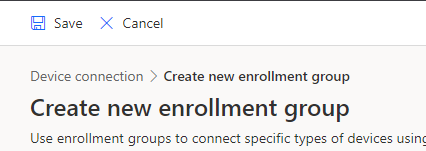 Save Cancel
Device connection > Create new enrollment group
Create new enrollment group
Use enrollment groups to connect specific types of devices using